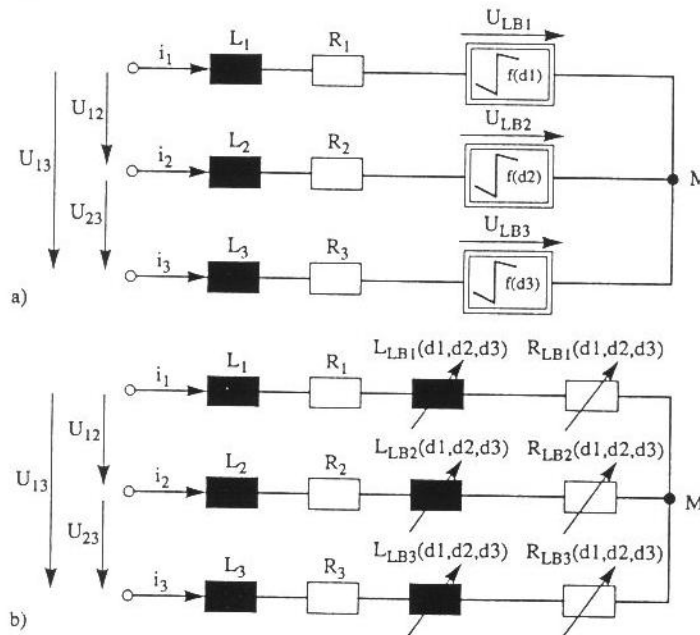 U_LB1
L_1 R_1
i_1
f(d1)
U_12
U_LB2
L_2 R_2
i_2
f(d2)
M
U_13
U_23
U_LB3
L_3 R_3
i_3
f(d3)
a)
L_1 R_1 L_LB1(d1,d2,d3) R_LB1(d1,d2,d3)
i_1
U_12
L_2 R_2 L_LB2(d1,d2,d3) R_LB2(d1,d2,d3)
i_2
M
U_13
U_23
L_3 R_3 L_LB3(d1,d2,d3) R_LB3(d1,d2,d3)
i_3
b)